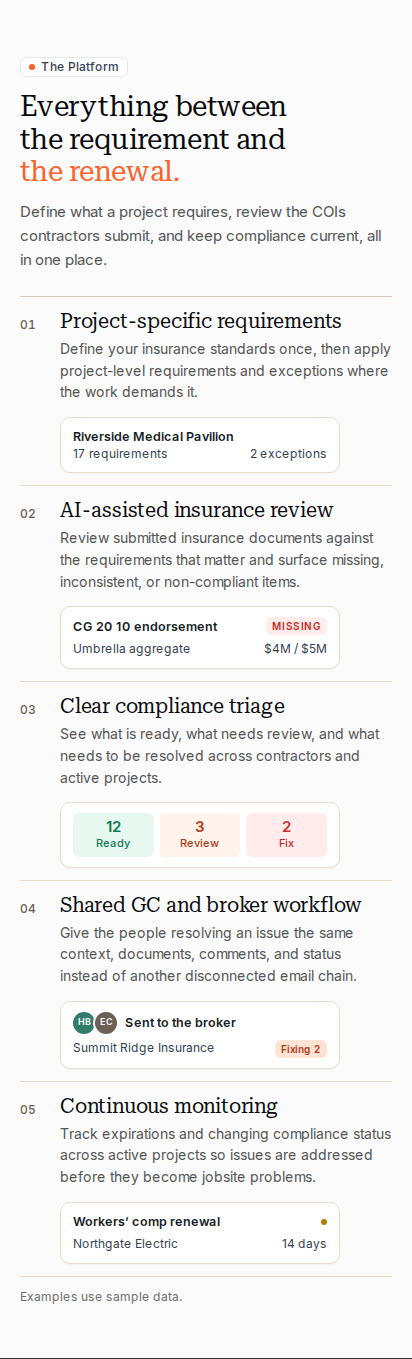 The Platform
Everything between
the requirement and
the renewal.
Define what a project requires, review the COIs
contractors submit, and keep compliance current, all
in one place.
01
Project-specific requirements
Define your insurance standards once, then apply
project-level requirements and exceptions where
the work demands it.
Riverside Medical Pavilion
17 requirements 2 exceptions
02
AI-assisted insurance review
Review submitted insurance documents against
the requirements that matter and surface missing,
inconsistent, or non-compliant items.
CG 20 10 endorsement MISSING
Umbrella aggregate $4M / $5M
03
Clear compliance triage
See what is ready, what needs review, and what
needs to be resolved across contractors and
active projects.
12 3 2
Ready Review Fix
04
Shared GC and broker workflow
Give the people resolving an issue the same
context, documents, comments, and status
instead of another disconnected email chain.
HB EC Sent to the broker
Summit Ridge Insurance Fixing 2
05
Continuous monitoring
Track expirations and changing compliance status
across active projects so issues are addressed
before they become jobsite problems.
Workers’ comp renewal
Northgate Electric 14 days
Examples use sample data.